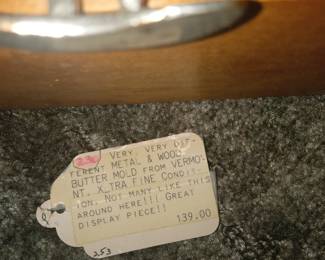 VERY, VERY DIF-
FERENT METAL & WOOD
BUTTER MOLD FROM VERMO-
NT. X_TRA FINE CONDIT-
ION. NOT MANY LIKE THIS
AROUND HERE!!! GREAT
DISPLAY PIECE!!
139.00
253